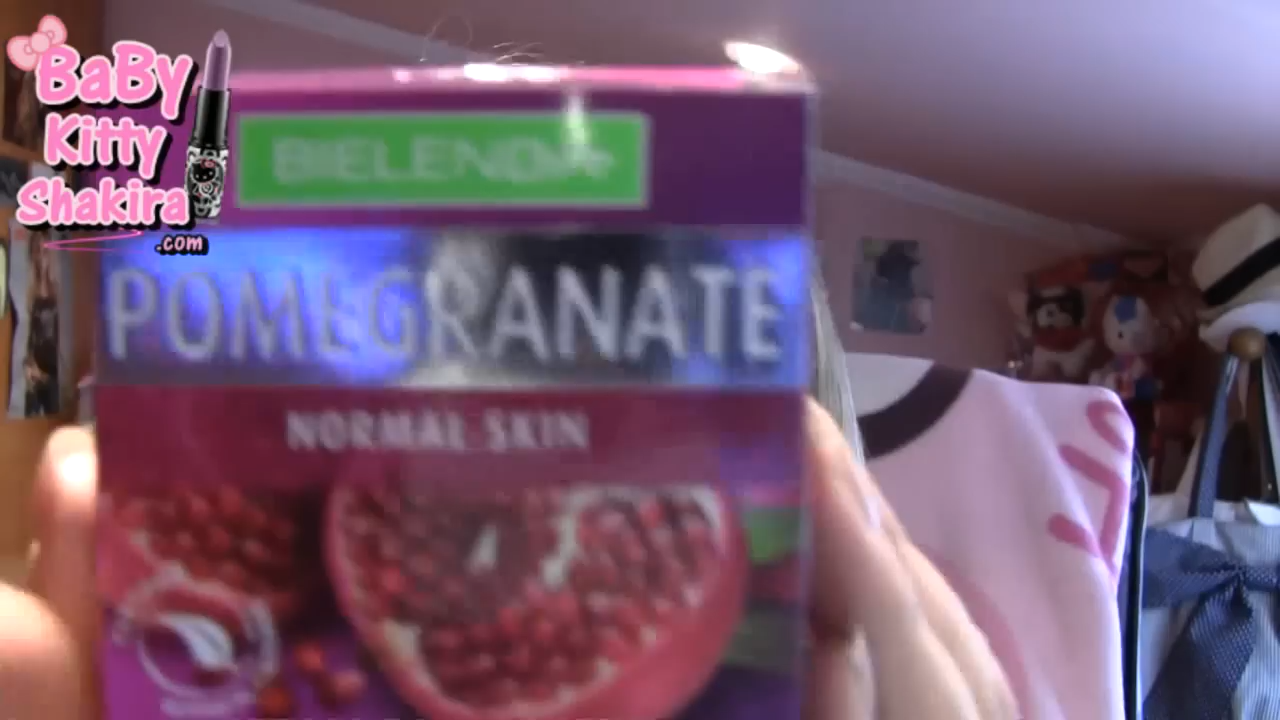 BaBy
Kitty
Shakira
.com
BIELENDA
POMEGRANATE
NORMAL SKIN